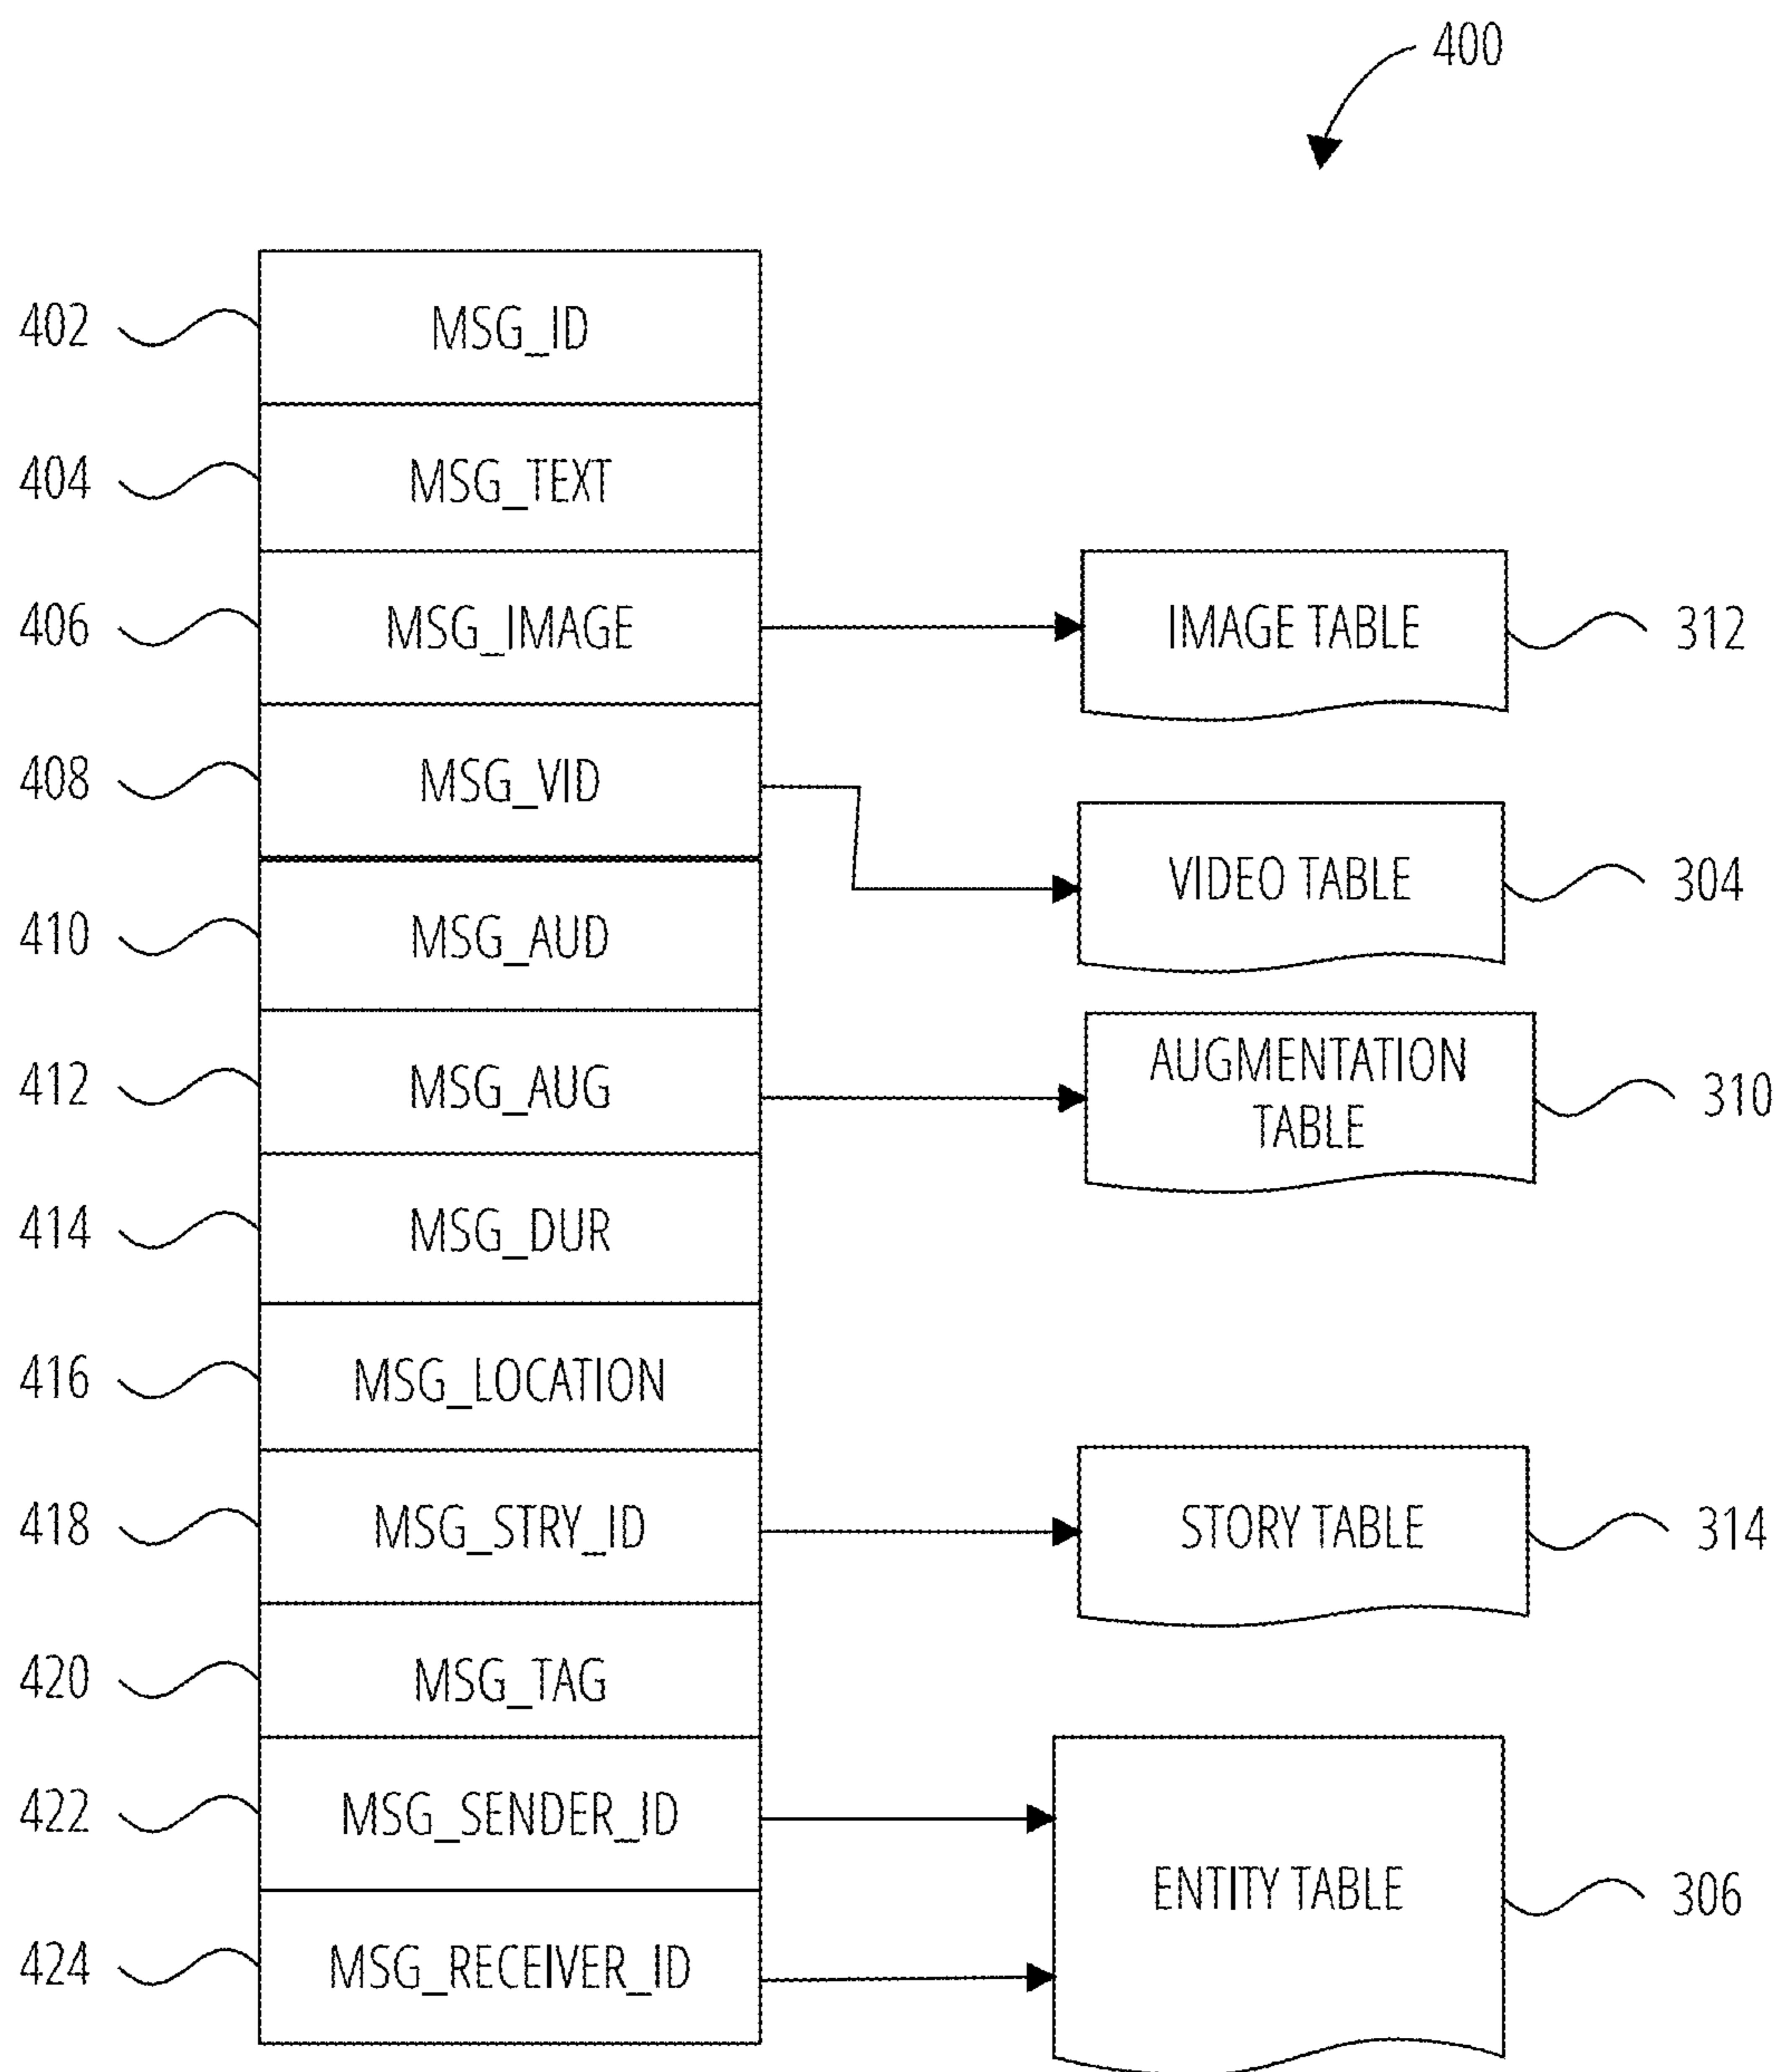 400
402 MSG_ID
404 MSG_TEXT
406 MSG_IMAGE IMAGE TABLE 312
408 MSG_VID
VIDEO TABLE 304
410 MSG_AUD
412 MSG_AUG AUGMENTATION TABLE 310
414 MSG_DUR
416 MSG_LOCATION
418 MSG_STRY_ID STORY TABLE 314
420 MSG_TAG
422 MSG_SENDER_ID
ENTITY TABLE 306
424 MSG_RECEIVER_ID